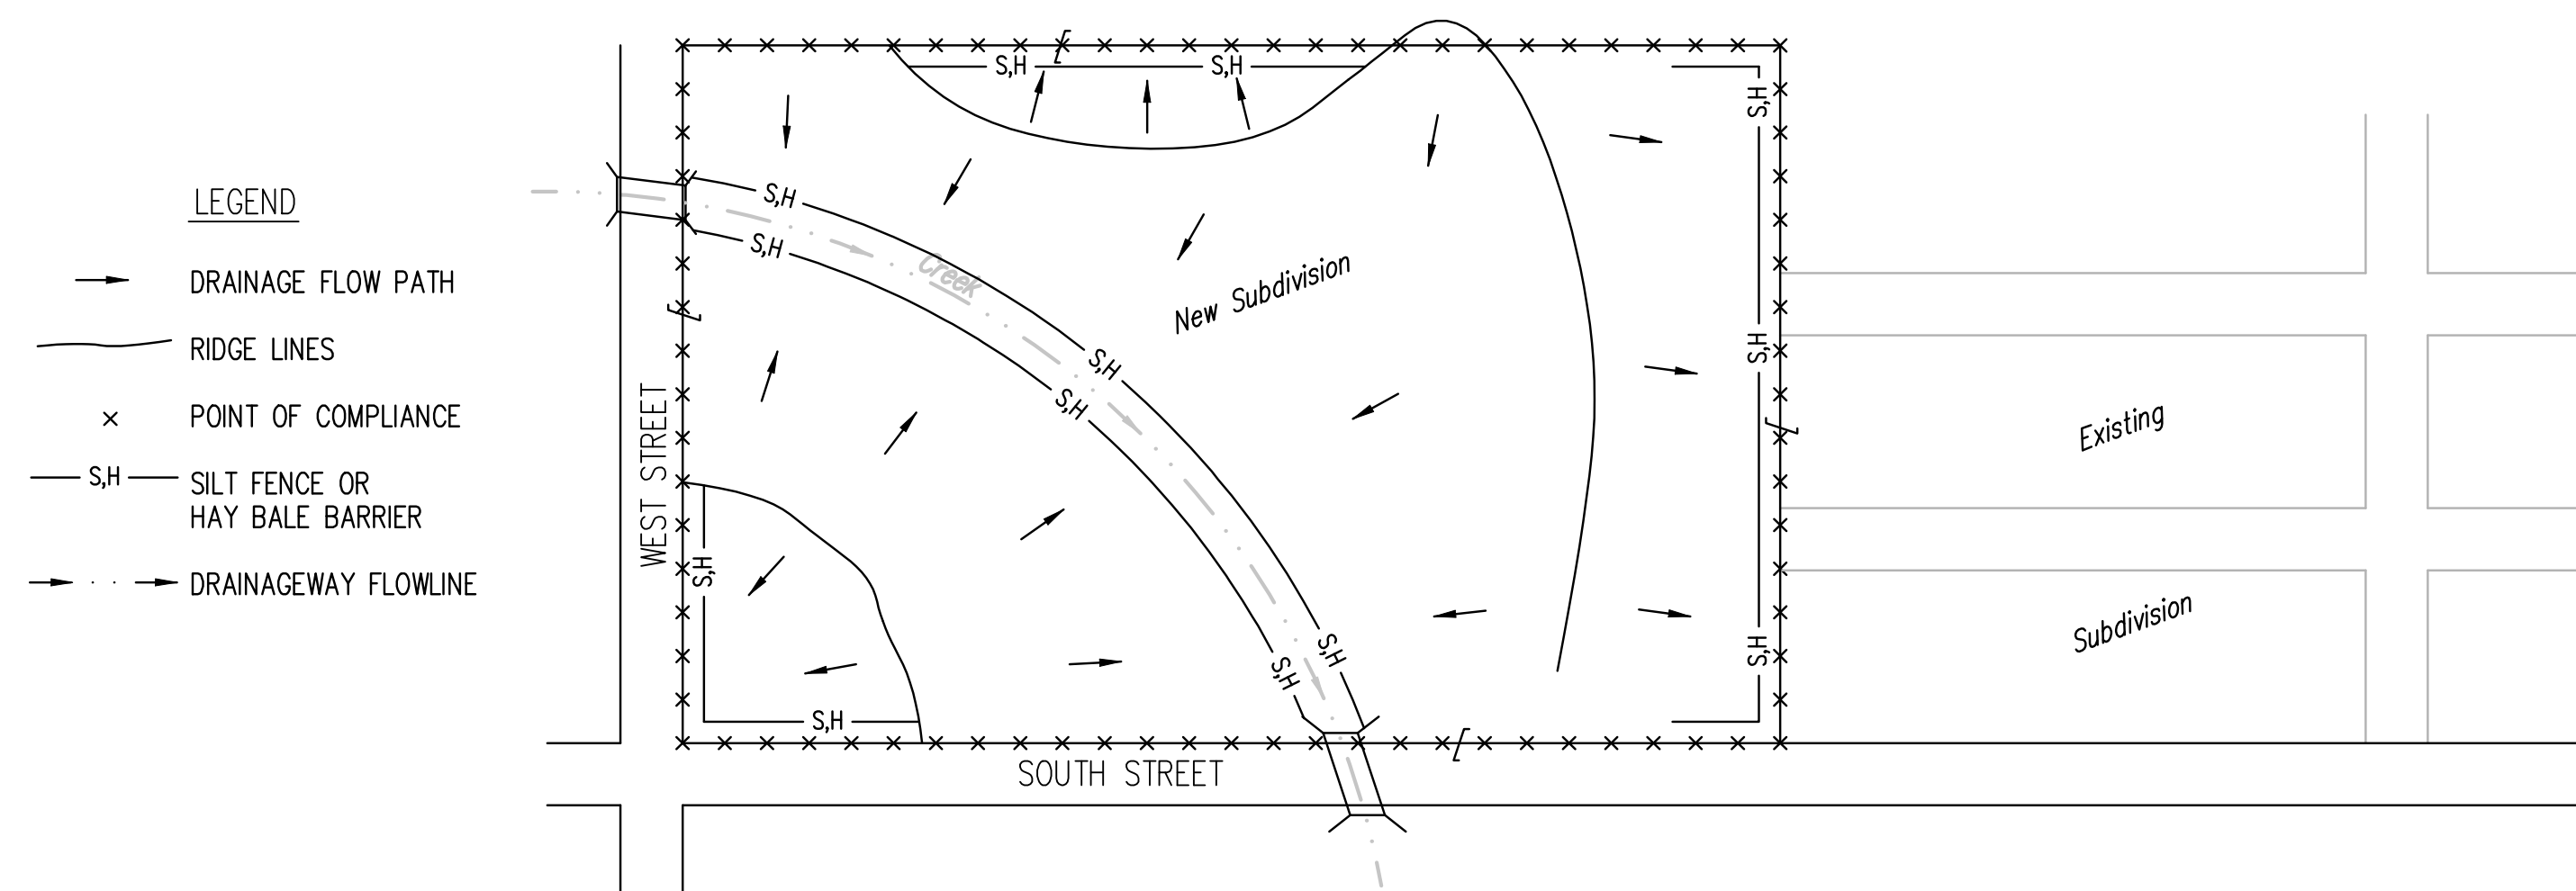 LEGEND
DRAINAGE FLOW PATH
RIDGE LINES
POINT OF COMPLIANCE
S,H
SILT FENCE OR
HAY BALE BARRIER
DRAINAGEWAY FLOWLINE
S,H
S,H
S,H
S,H
S,H
Creek
New Subdivision
S,H
S,H
S,H
WEST STREET
Existing
S,H
S,H
S,H
S,H
S,H
Subdivision
SOUTH STREET